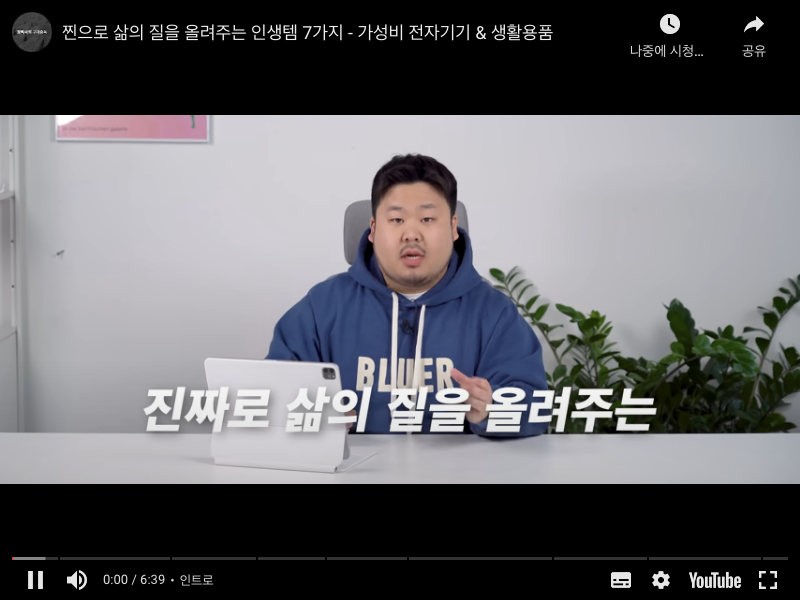 찐으로 삶의 질을 올려주는 인생템 7가지 - 가성비 전자기기 & 생활용품
나중에 시청...
공유
BLUER
진짜로 삶의 질을 올려주는
0:00 / 6:39 • 인트로
YouTube